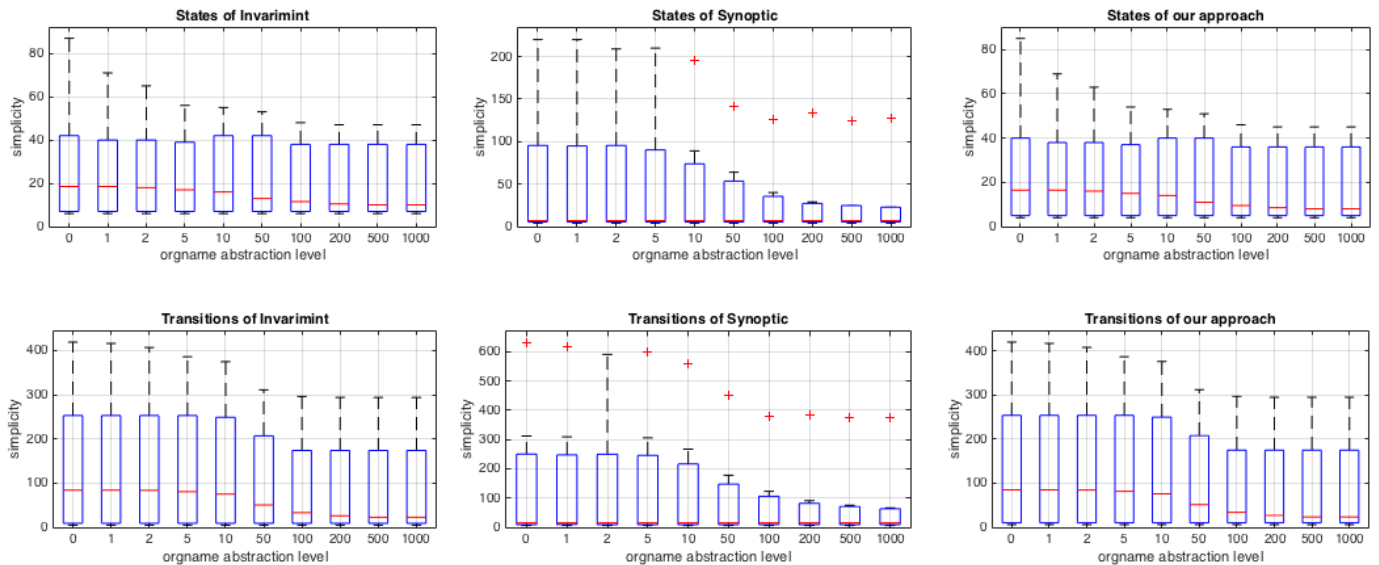 States of Invarimint
simplicity
80
60
40
20
0
0 1 2 5 10 50 100 200 500 1000
orgname abstraction level
States of Synoptic
simplicity
200
150
100
50
0
0 1 2 5 10 50 100 200 500 1000
orgname abstraction level
States of our approach
simplicity
80
60
40
20
0
0 1 2 5 10 50 100 200 500 1000
orgname abstraction level
Transitions of Invarimint
simplicity
400
300
200
100
0
0 1 2 5 10 50 100 200 500 1000
orgname abstraction level
Transitions of Synoptic
simplicity
600
500
400
300
200
100
0
0 1 2 5 10 50 100 200 500 1000
orgname abstraction level
Transitions of our approach
simplicity
400
300
200
100
0
0 1 2 5 10 50 100 200 500 1000
orgname abstraction level